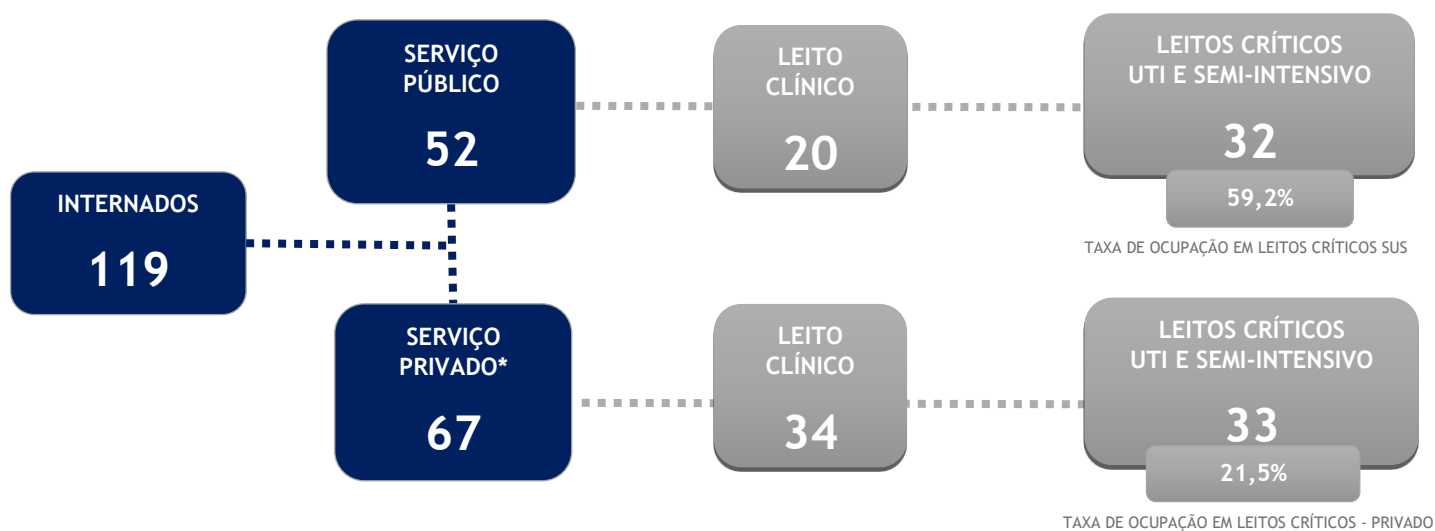 INTERNADOS
119
SERVIÇO
PÚBLICO
52
LEITO
CLÍNICO
20
LEITOS CRÍTICOS
UTI E SEMI-INTENSIVO
32
59,2%
TAXA DE OCUPAÇÃO EM LEITOS CRÍTICOS SUS
SERVIÇO
PRIVADO*
67
LEITO
CLÍNICO
34
LEITOS CRÍTICOS
UTI E SEMI-INTENSIVO
33
21,5%
TAXA DE OCUPAÇÃO EM LEITOS CRÍTICOS - PRIVADO